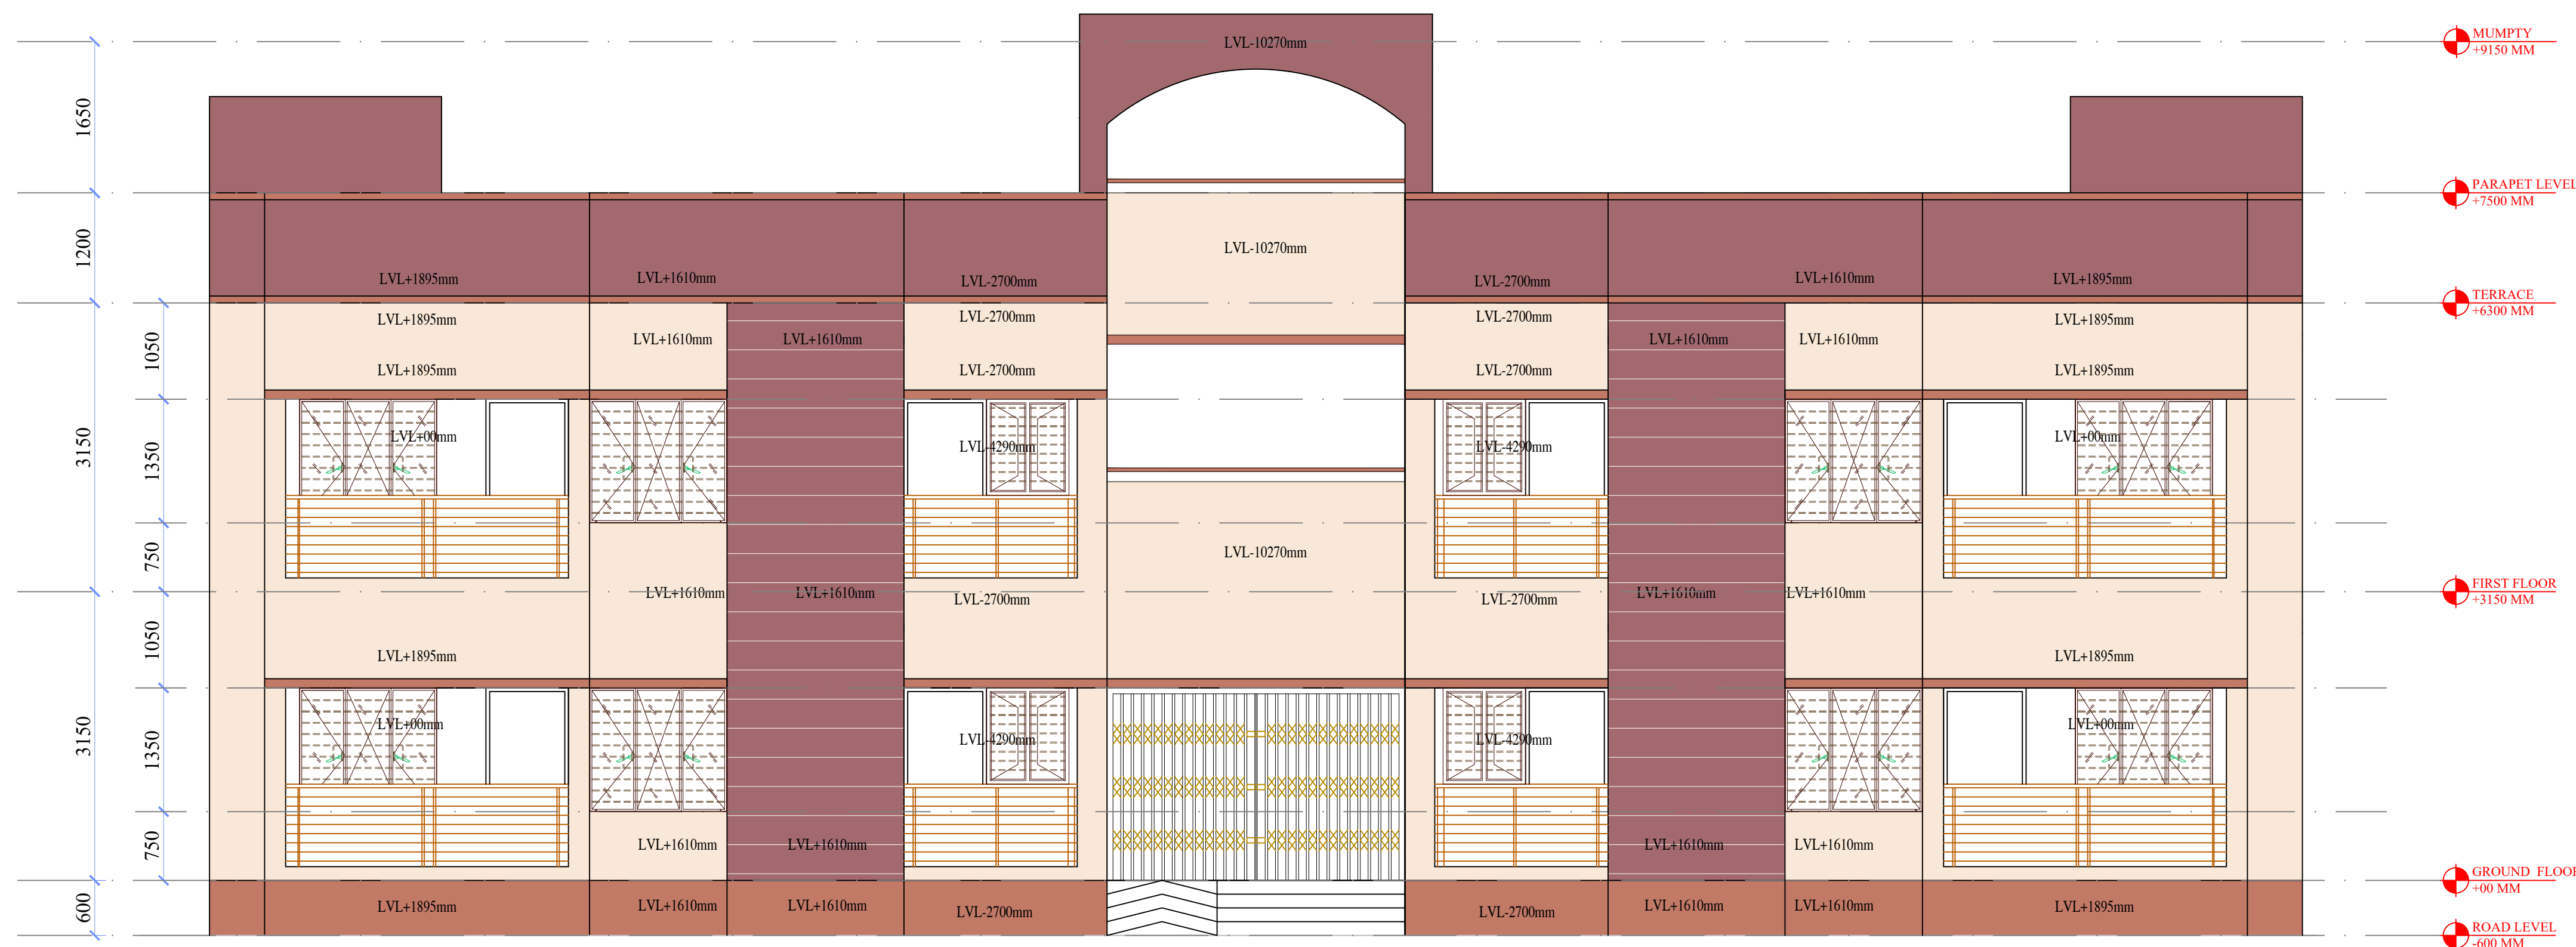 MUMPTY
+9150 MM
LVL-10270mm
1650
PARAPET LEVEL
+7500 MM
1200
LVL-10270mm
LVL+1895mm
LVL+1610mm
LVL-2700mm
LVL-2700mm
LVL+1610mm
LVL+1895mm
TERRACE
+6300 MM
LVL+1895mm
LVL-2700mm
LVL-2700mm
LVL+1895mm
1050
LVL+1610mm
LVL+1610mm
LVL+1610mm
LVL+1610mm
LVL+1895mm
LVL-2700mm
LVL-2700mm
LVL+1895mm
3150
1350
LVL+00mm
LVL-4290mm
LVL-4290mm
LVL+00mm
750
LVL-10270mm
FIRST FLOOR
+3150 MM
LVL+1610mm
LVL+1610mm
LVL-2700mm
LVL-2700mm
LVL+1610mm
LVL+1610mm
1050
LVL+1895mm
LVL+1895mm
3150
1350
LVL+00mm
LVL-4290mm
LVL-4290mm
LVL+00mm
750
LVL+1610mm
LVL+1610mm
LVL+1610mm
LVL+1610mm
GROUND FLOOR
+00 MM
600
LVL+1895mm
LVL+1610mm
LVL+1610mm
LVL-2700mm
LVL-2700mm
LVL+1610mm
LVL+1610mm
LVL+1895mm
ROAD LEVEL
-600 MM